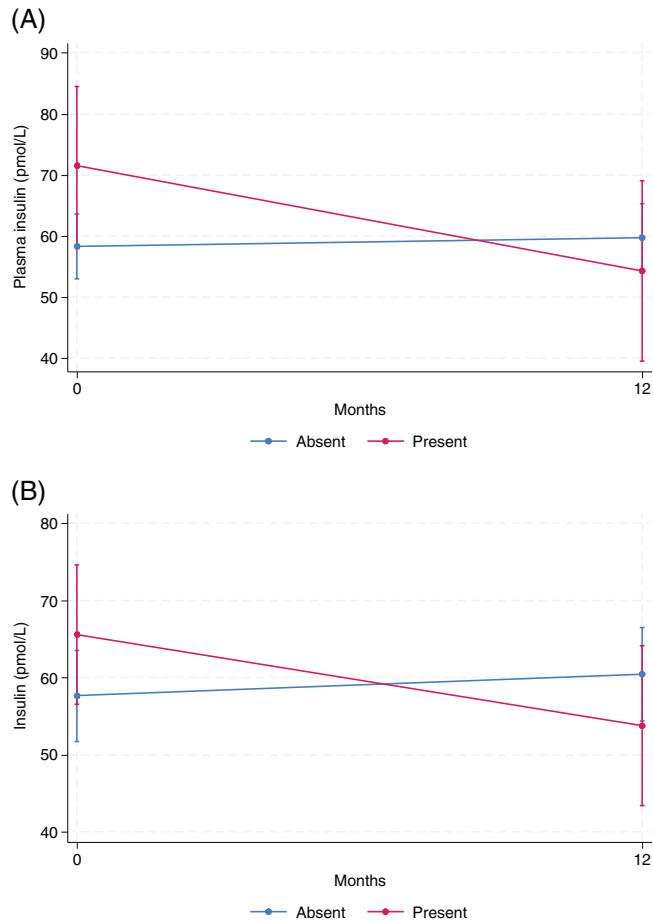 (A)
90
80
70
60
50
40
Plasma insulin (pmol/L)
0
12
Months
Absent Present
(B)
80
70
60
50
40
Insulin (pmol/L)
0
12
Months
Absent Present